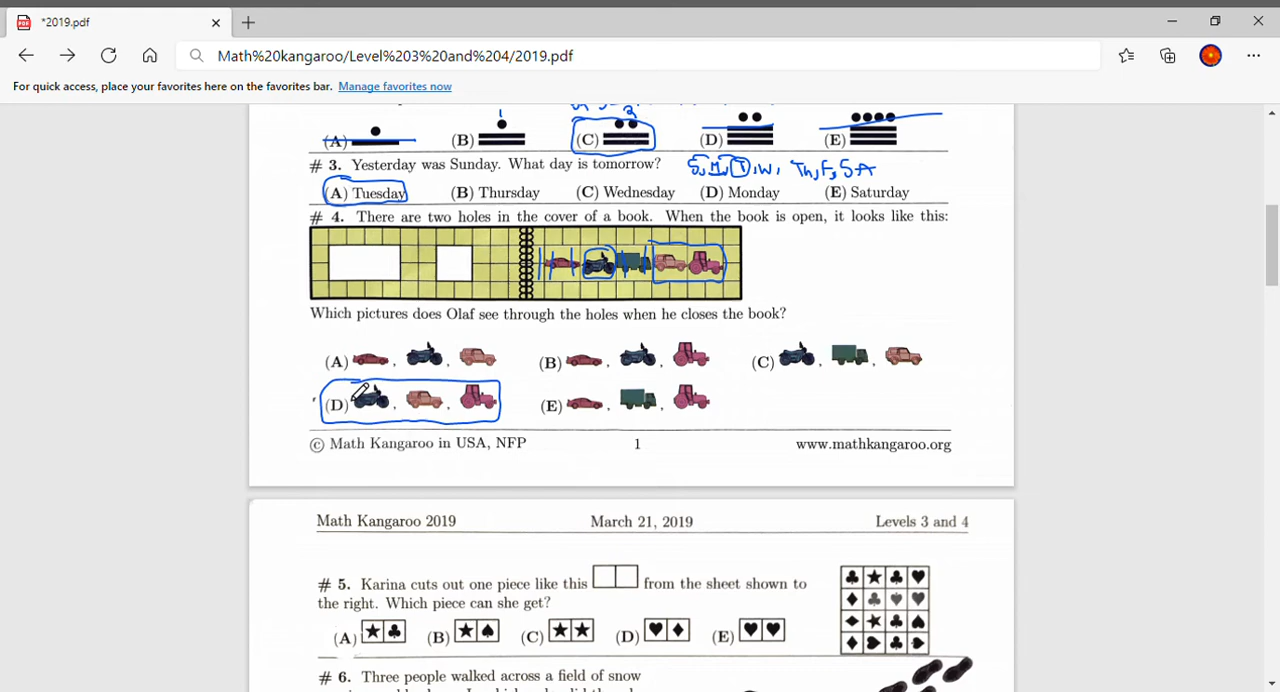 *2019.pdf
Math%20kangaroo/Level%203%20and%204/2019.pdf
For quick access, place your favorites here on the favorites bar. Manage favorites now
1 2
(A) (B) (C) (D) (E)
# 3. Yesterday was Sunday. What day is tomorrow? S, M, T, W, Th, F, SA
(A) Tuesday (B) Thursday (C) Wednesday (D) Monday (E) Saturday
# 4. There are two holes in the cover of a book. When the book is open, it looks like this:
Which pictures does Olaf see through the holes when he closes the book?
(A) , , (B) , , (C) , ,
(D) , , (E) , ,
© Math Kangaroo in USA, NFP 1 www.mathkangaroo.org
Math Kangaroo 2019 March 21, 2019 Levels 3 and 4
# 5. Karina cuts out one piece like this from the sheet shown to
the right. Which piece can she get?
(A) (B) (C) (D) (E)
# 6. Three people walked across a field of snow